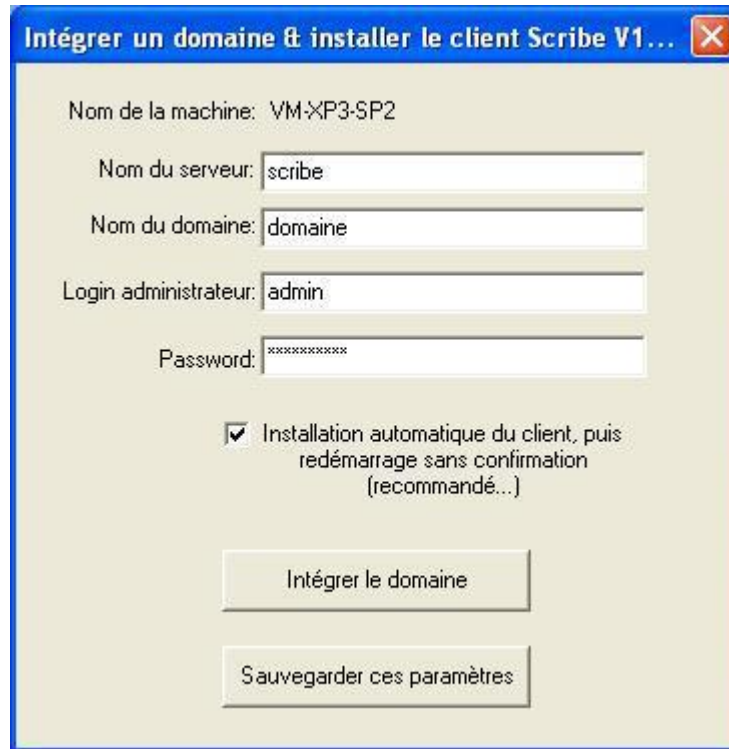 Intégrer un domaine & installer le client Scribe V1...
Nom de la machine: VM-XP3-SP2
Nom du serveur: scribe
Nom du domaine: domaine
Login administrateur: admin
Password: **********
Installation automatique du client, puis
redémarrage sans confirmation
(recommandé...)
Intégrer le domaine
Sauvegarder ces paramètres